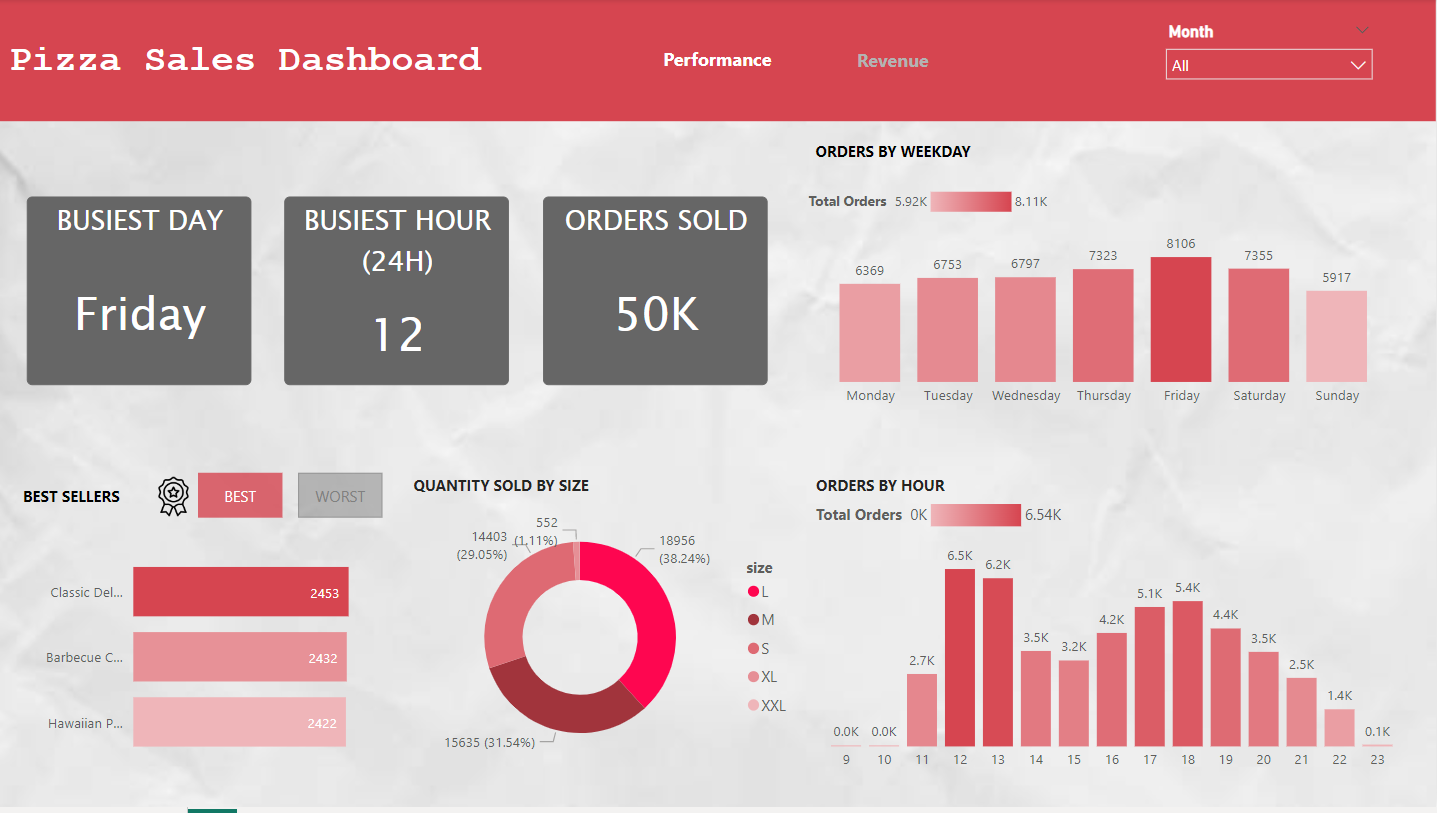 Pizza Sales Dashboard
Performance
Revenue
Month
All
BUSIEST DAY
Friday
BUSIEST HOUR
(24H)
12
ORDERS SOLD
50K
ORDERS BY WEEKDAY
Total Orders 5.92K 8.11K
6369
6753
6797
7323
8106
7355
5917
Monday
Tuesday
Wednesday
Thursday
Friday
Saturday
Sunday
BEST SELLERS
BEST
WORST
Classic Del...
2453
Barbecue C...
2432
Hawaiian P...
2422
QUANTITY SOLD BY SIZE
552
(1.11%)
14403
(29.05%)
18956
(38.24%)
15635 (31.54%)
size
L
M
S
XL
XXL
ORDERS BY HOUR
Total Orders 0K 6.54K
0.0K
0.0K
2.7K
6.5K
6.2K
3.5K
3.2K
4.2K
5.1K
5.4K
4.4K
3.5K
2.5K
1.4K
0.1K
9
10
11
12
13
14
15
16
17
18
19
20
21
22
23